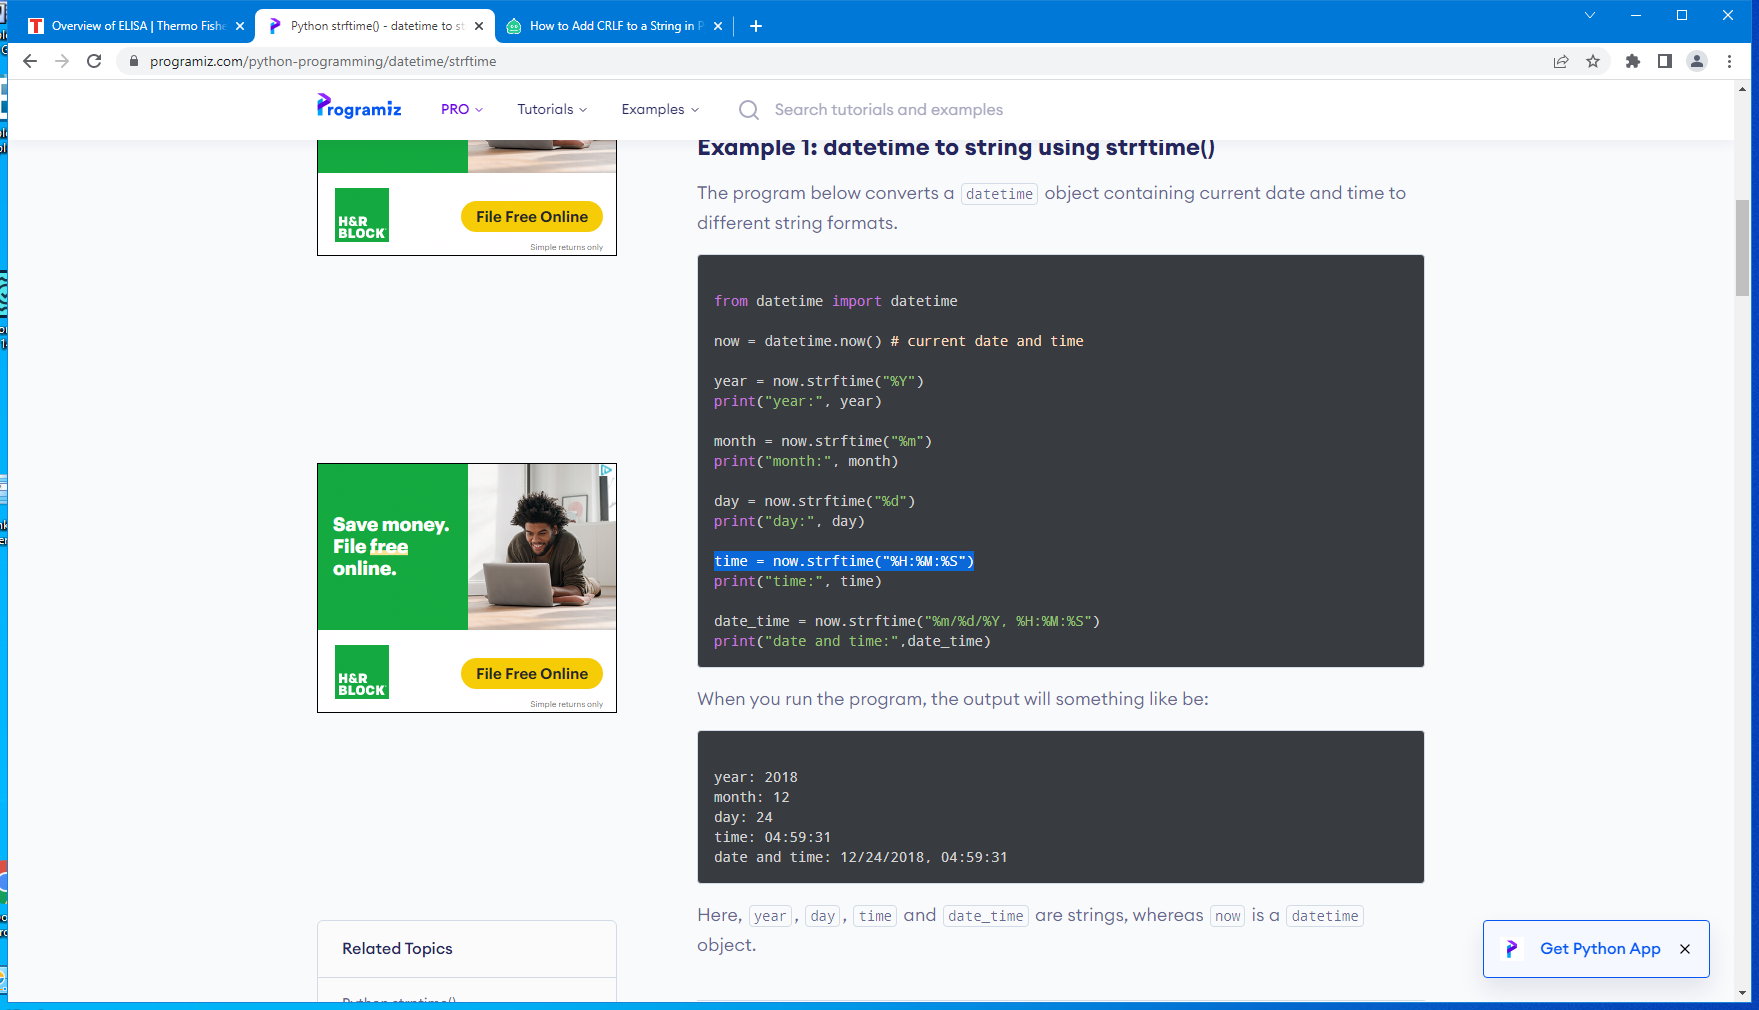 Overview of ELISA | Thermo Fishe
Python strftime() - datetime to st
How to Add CRLF to a String in P
programiz.com/python-programming/datetime/strftime
Programiz
PRO
Tutorials
Examples
Search tutorials and examples
H&R
BLOCK
File Free Online
Simple returns only
Save money.
File free
online.
H&R
BLOCK
File Free Online
Simple returns only
Related Topics
Python strptime()
Example 1: datetime to string using strftime()
The program below converts a datetime object containing current date and time to
different string formats.
from datetime import datetime
now = datetime.now() # current date and time
year = now.strftime("%Y")
print("year:", year)
month = now.strftime("%m")
print("month:", month)
day = now.strftime("%d")
print("day:", day)
time = now.strftime("%H:%M:%S")
print("time:", time)
date_time = now.strftime("%m/%d/%Y, %H:%M:%S")
print("date and time:",date_time)
When you run the program, the output will something like be:
year: 2018
month: 12
day: 24
time: 04:59:31
date and time: 12/24/2018, 04:59:31
Here, year, day, time and date_time are strings, whereas now is a datetime
object.
Get Python App